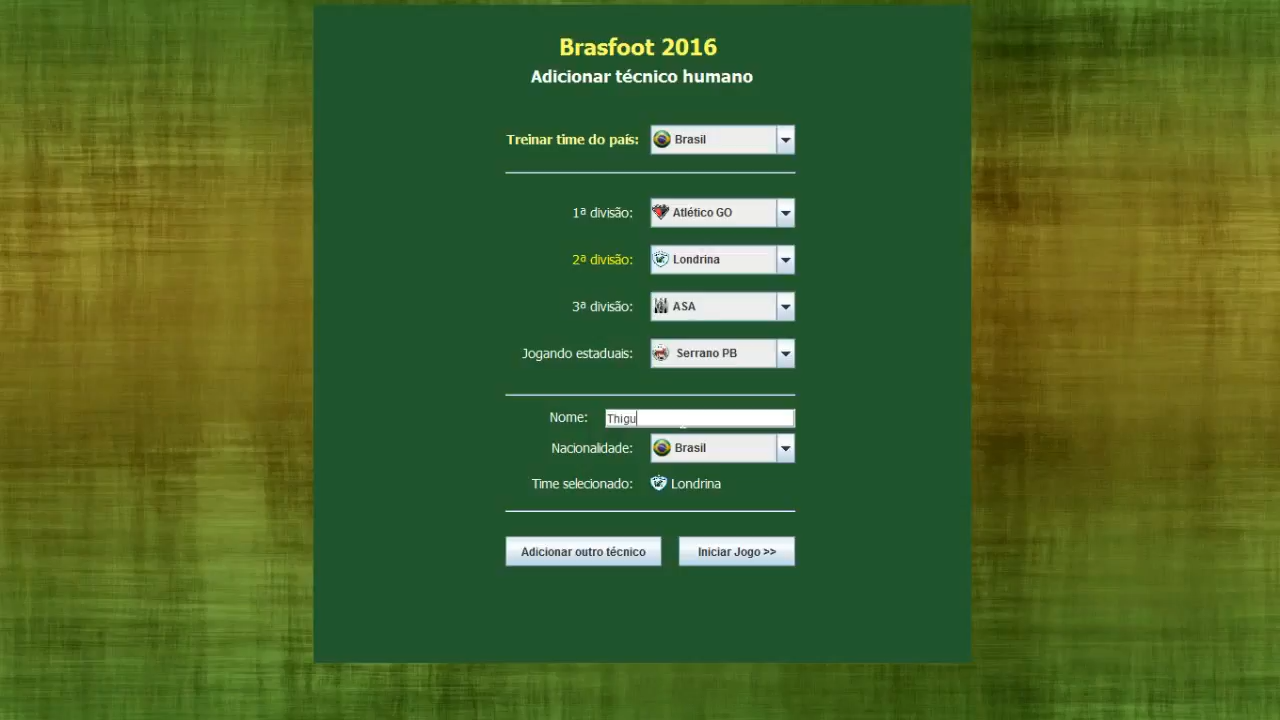 Brasfoot 2016
Adicionar técnico humano
Treinar time do país: Brasil
1ª divisão: Atlético GO
2ª divisão: Londrina
3ª divisão: ASA
Jogando estaduais: Serrano PB
Nome: Thigu
Nacionalidade: Brasil
Time selecionado: Londrina
Adicionar outro técnico Iniciar Jogo >>